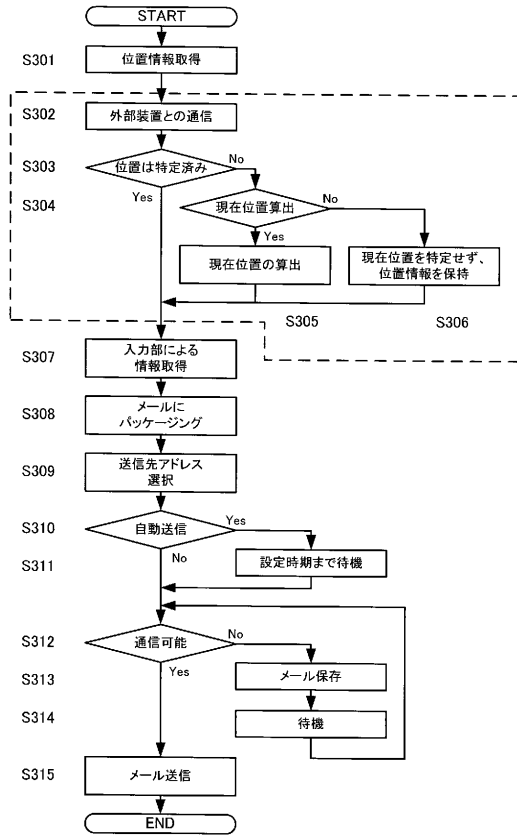 START
S301
位置情報取得
S302
外部装置との通信
S303
位置は特定済み
No
Yes
S304
現在位置算出
No
Yes
現在位置の算出
現在位置を特定せず、
位置情報を保持
S305
S306
S307
入力部による
情報取得
S308
メールに
パッケージング
S309
送信先アドレス
選択
S310
自動送信
Yes
No
S311
設定時期まで待機
S312
通信可能
No
Yes
S313
メール保存
S314
待機
S315
メール送信
END